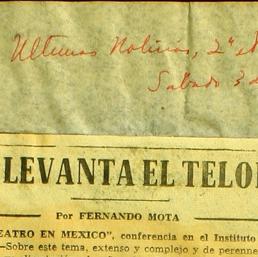 Ultimas Noticias, 2ª
Sabado 3
LEVANTA EL TELO
Por FERNANDO MOTA
EATRO EN MEXICO", conferencia en el Instituto
—Sobre este tema, extenso y complejo y de perenne